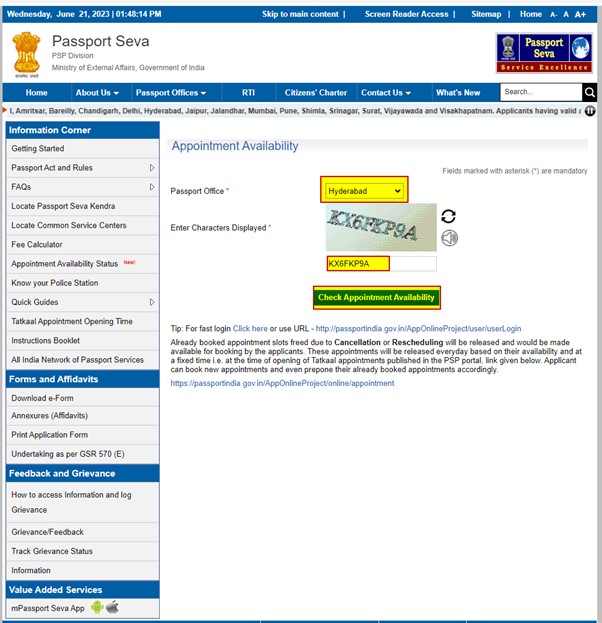 Wednesday, June 21, 2023 | 01:48:14 PM
Skip to main content |
Screen Reader Access |
Sitemap |
Home
A- A A+
Passport Seva
PSP Division
Ministry of External Affairs, Government of India
Passport
Seva
Service Excellence
Home
About Us
Passport Offices
RTI
Citizens' Charter
Contact Us
What's New
Search...
l, Amritsar, Bareilly, Chandigarh, Delhi, Hyderabad, Jaipur, Jalandhar, Mumbai, Pune, Shimla, Srinagar, Surat, Vijayawada and Visakhapatnam. Applicants having valid a
Information Corner
Getting Started
Passport Act and Rules
FAQs
Locate Passport Seva Kendra
Locate Common Service Centers
Fee Calculator
Appointment Availability Status New!
Know your Police Station
Quick Guides
Tatkaal Appointment Opening Time
Instructions Booklet
All India Network of Passport Services
Forms and Affidavits
Download e-Form
Annexures (Affidavits)
Print Application Form
Undertaking as per GSR 570 (E)
Feedback and Grievance
How to access Information and log
Grievance
Grievance/Feedback
Track Grievance Status
Information
Value Added Services
mPassport Seva App
Appointment Availability
Fields marked with asterisk (*) are mandatory
Passport Office *
Hyderabad
KX6FKP9A
Enter Characters Displayed *
KX6FKP9A
Check Appointment Availability
Tip: For fast login Click here or use URL - http://passportindia.gov.in/AppOnlineProject/user/userLogin
Already booked appointment slots freed due to Cancellation or Rescheduling will be released and would be made
available for booking by the applicants. These appointments will be released everyday based on their availability and at
a fixed time i.e. at the time of opening of Tatkaal appointments published in the PSP portal, link given below. Applicant
can book new appointments and even prepone their already booked appointments accordingly.
https://passportindia.gov.in/AppOnlineProject/online/appointment